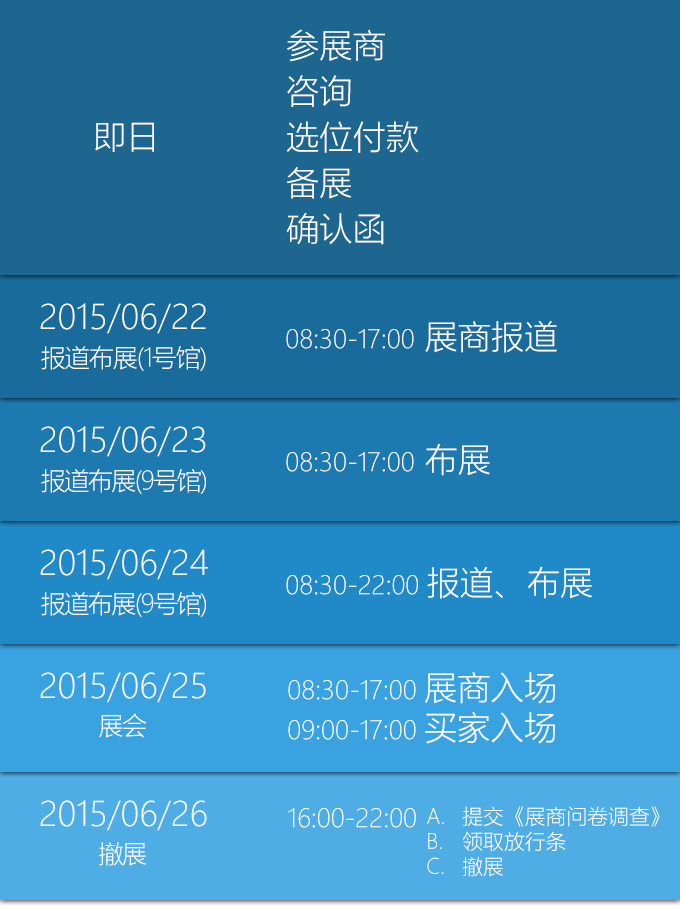 即日
参展商
咨询
选位付款
备展
确认函
2015/06/22
报道布展(1号馆)
08:30-17:00 展商报道
2015/06/23
报道布展(9号馆)
08:30-17:00 布展
2015/06/24
报道布展(9号馆)
08:30-22:00 报道、布展
2015/06/25
展会
08:30-17:00 展商入场
09:00-17:00 买家入场
2015/06/26
撤展
16:00-22:00 A. 提交《展商问卷调查》
B. 领取放行条
C. 撤展